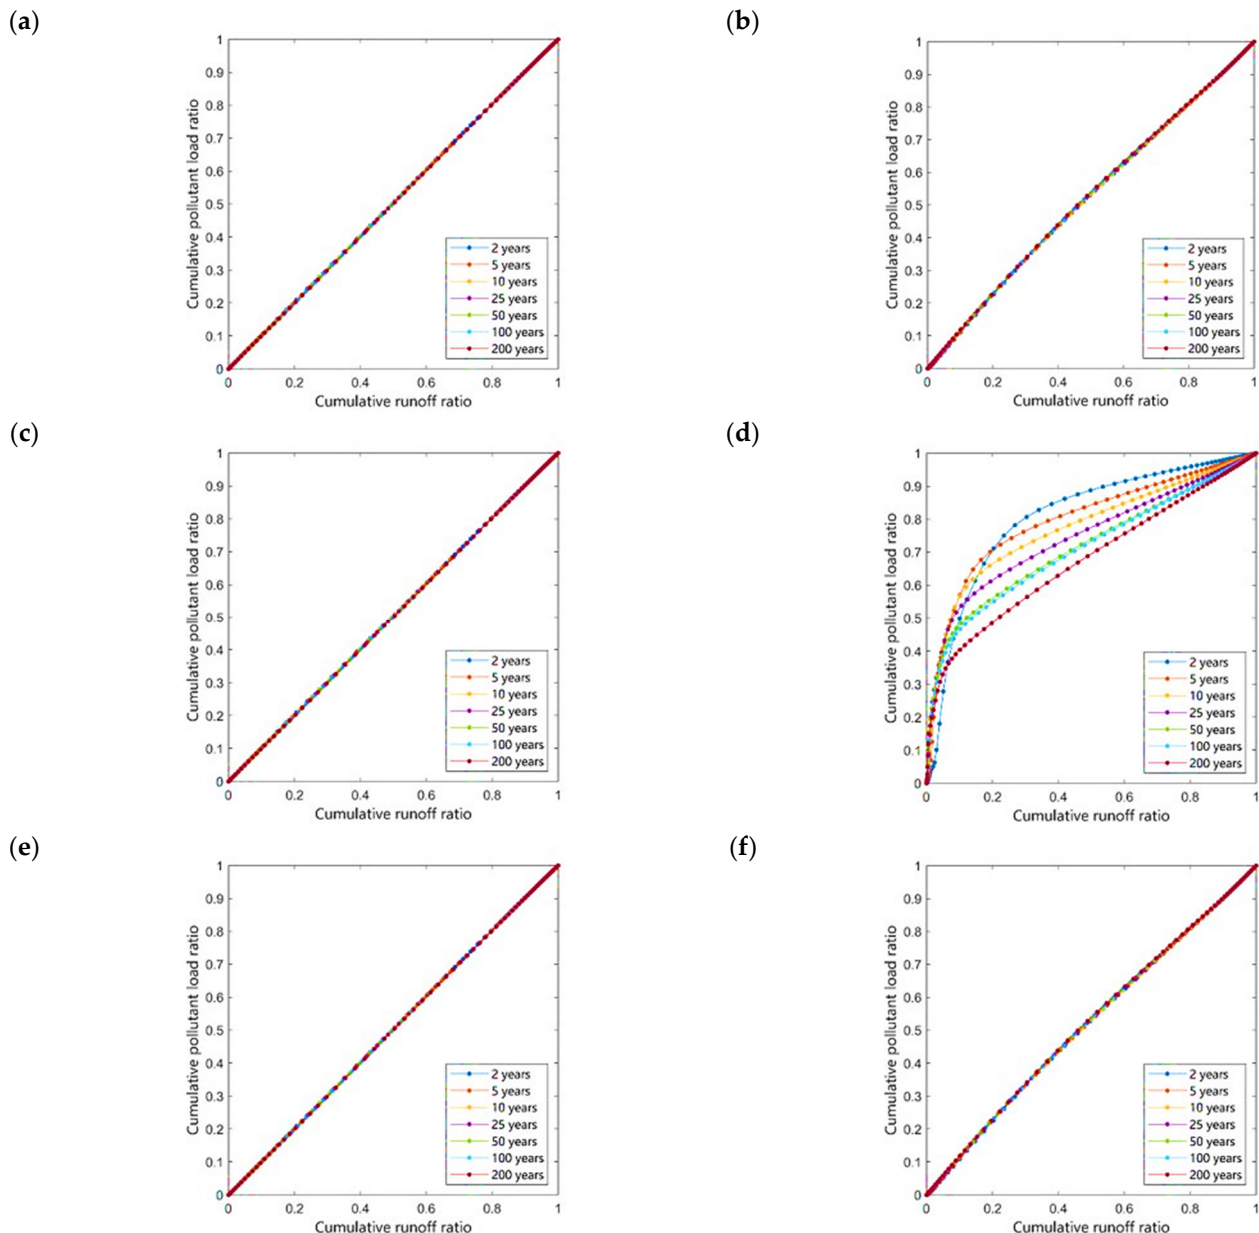 (a)
1
0.9
0.8
0.7
0.6
0.5
0.4
0.3
0.2
0.1
0
Cumulative pollutant load ratio
2 years
5 years
10 years
25 years
50 years
100 years
200 years
0 0.2 0.4 0.6 0.8 1
Cumulative runoff ratio
(b)
1
0.9
0.8
0.7
0.6
0.5
0.4
0.3
0.2
0.1
0
Cumulative pollutant load ratio
2 years
5 years
10 years
25 years
50 years
100 years
200 years
0 0.2 0.4 0.6 0.8 1
Cumulative runoff ratio
(c)
1
0.9
0.8
0.7
0.6
0.5
0.4
0.3
0.2
0.1
0
Cumulative pollutant load ratio
2 years
5 years
10 years
25 years
50 years
100 years
200 years
0 0.2 0.4 0.6 0.8 1
Cumulative runoff ratio
(d)
1
0.9
0.8
0.7
0.6
0.5
0.4
0.3
0.2
0.1
0
Cumulative pollutant load ratio
2 years
5 years
10 years
25 years
50 years
100 years
200 years
0 0.2 0.4 0.6 0.8 1
Cumulative runoff ratio
(e)
1
0.9
0.8
0.7
0.6
0.5
0.4
0.3
0.2
0.1
0
Cumulative pollutant load ratio
2 years
5 years
10 years
25 years
50 years
100 years
200 years
0 0.2 0.4 0.6 0.8 1
Cumulative runoff ratio
(f)
1
0.9
0.8
0.7
0.6
0.5
0.4
0.3
0.2
0.1
0
Cumulative pollutant load ratio
2 years
5 years
10 years
25 years
50 years
100 years
200 years
0 0.2 0.4 0.6 0.8 1
Cumulative runoff ratio